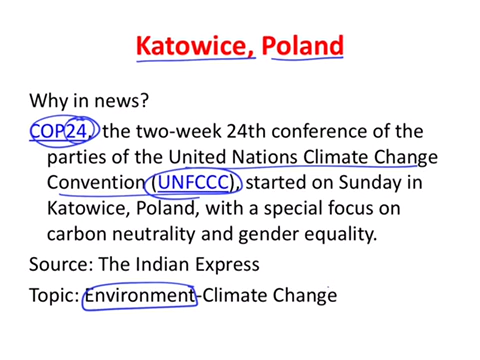 Katowice, Poland
Why in news?
COP24, the two-week 24th conference of the
parties of the United Nations Climate Change
Convention (UNFCCC), started on Sunday in
Katowice, Poland, with a special focus on
carbon neutrality and gender equality.
Source: The Indian Express
Topic: Environment-Climate Change